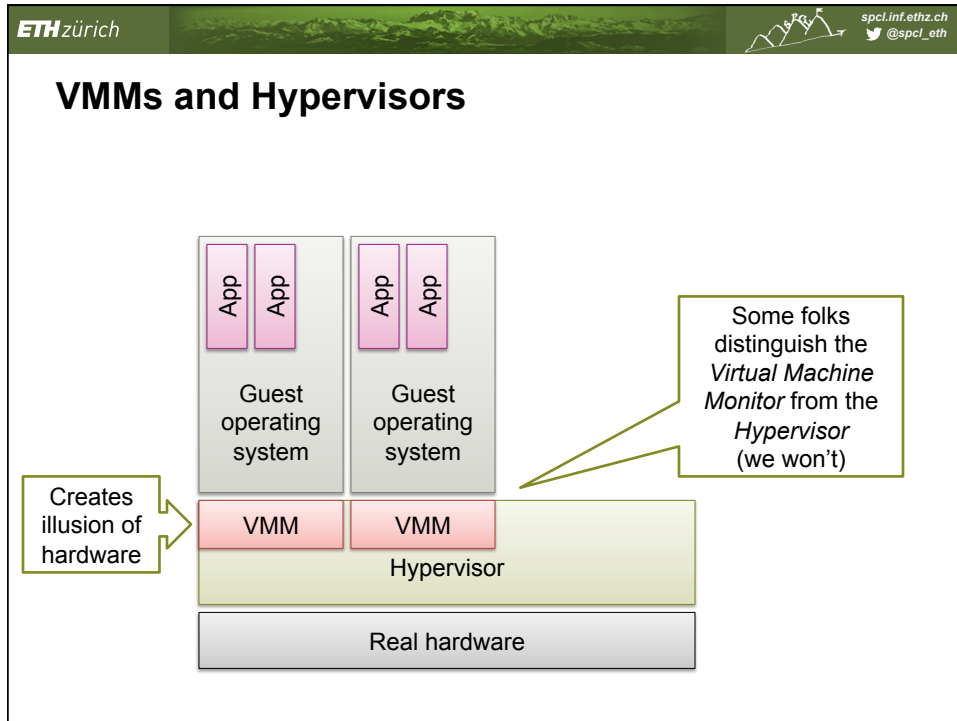 ETH zürich
spcl.inf.ethz.ch
@spcl_eth
VMMs and Hypervisors
App
App
App
App
Guest
operating
system
Guest
operating
system
Some folks
distinguish the
Virtual Machine
Monitor from the
Hypervisor
(we won't)
Creates
illusion of
hardware
VMM
VMM
Hypervisor
Real hardware